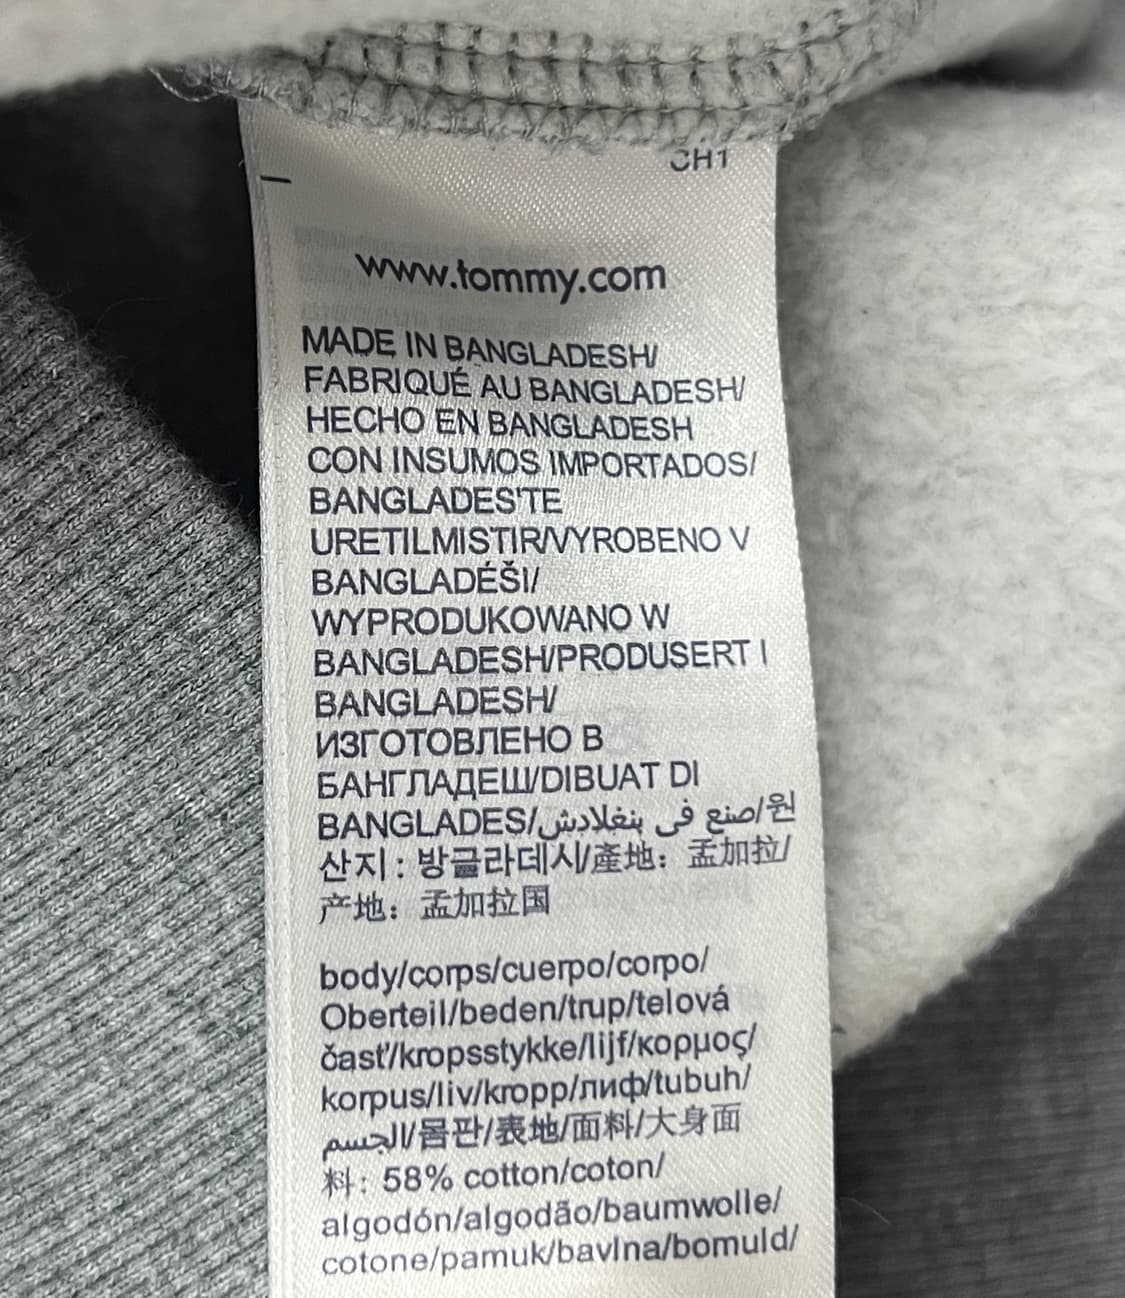 CH1
www.tommy.com
MADE IN BANGLADESH/
FABRIQUÉ AU BANGLADESH/
HECHO EN BANGLADESH
CON INSUMOS IMPORTADOS/
BANGLADES'TE
URETILMISTIR/VYROBENO V
BANGLADÉŠI/
WYPRODUKOWANO W
BANGLADESH/PRODUSERT I
BANGLADESH/
ИЗГОТОВЛЕНО В
БАНГЛАДЕШ/DIBUAT DI
BANGLADES/صنع في بنغلادش/원
산지 : 방글라데시/產地：孟加拉/
产地：孟加拉国
body/corps/cuerpo/corpo/
Oberteil/beden/trup/telová
časť/kropsstykke/lijf/κορμος/
korpus/liv/kropp/лиф/tubuh/
الجسم/몸판/表地/面料/大身面
料: 58% cotton/coton/
algodón/algodão/baumwolle/
cotone/pamuk/bavlna/bomuld/